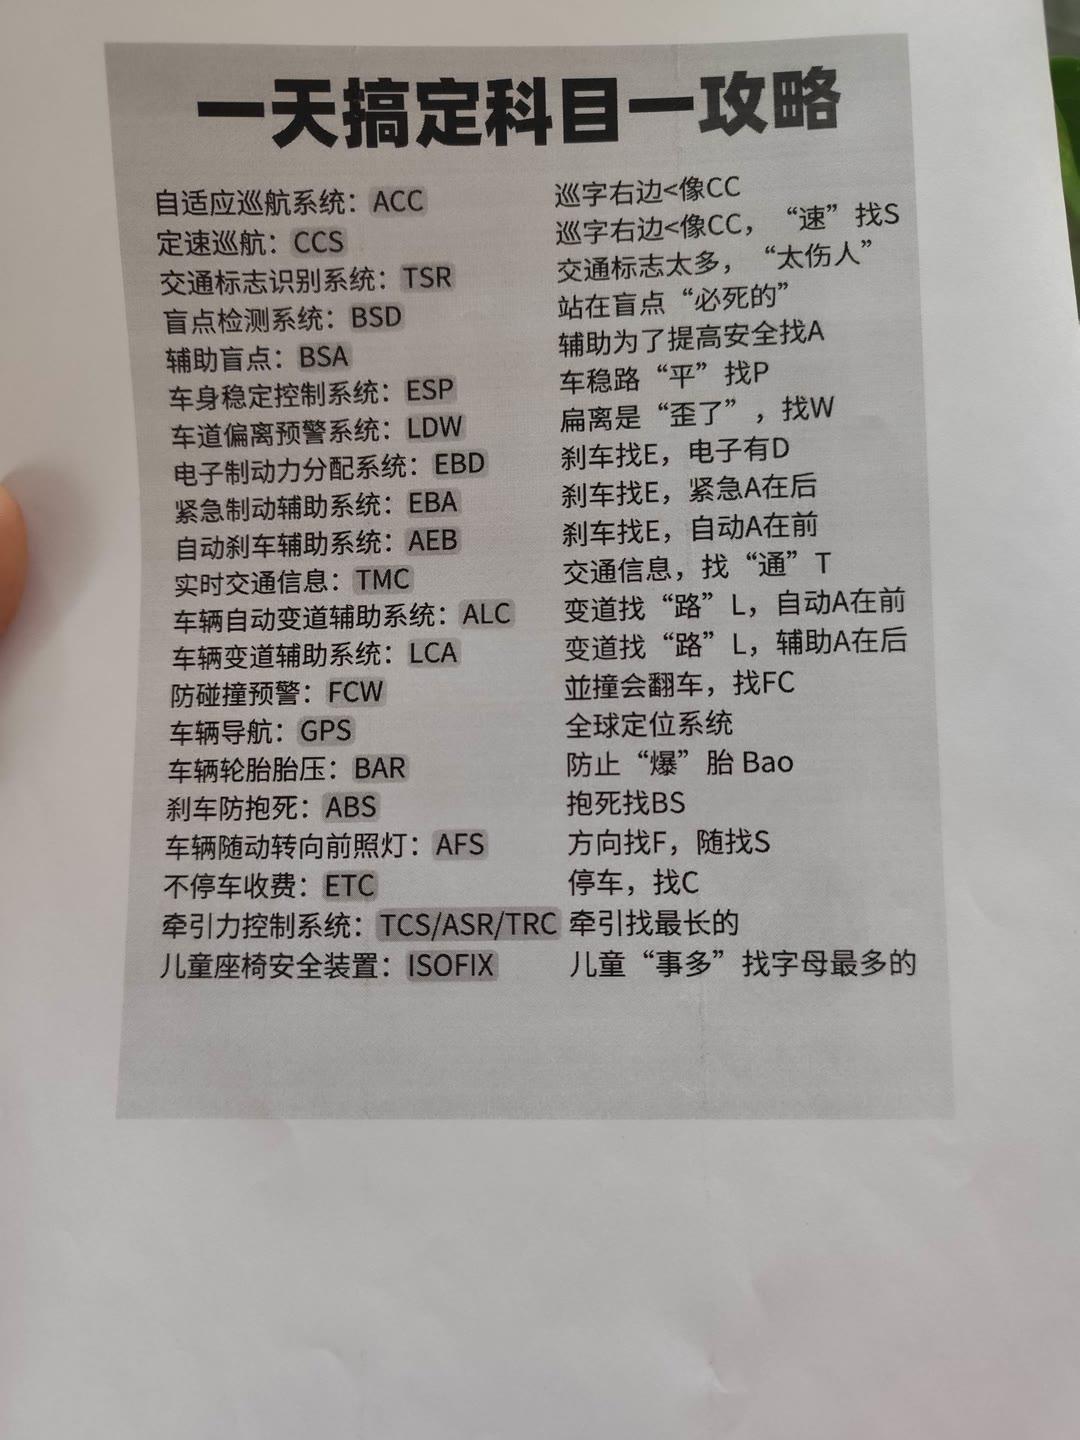 一天搞定科目一攻略
自适应巡航系统：ACC 巡字右边<像CC
定速巡航：CCS 巡字右边<像CC，“速”找S
交通标志识别系统：TSR 交通标志太多，“太伤人”
盲点检测系统：BSD 站在盲点“必死的”
辅助盲点：BSA 辅助为了提高安全找A
车身稳定控制系统：ESP 车稳路“平”找P
车道偏离预警系统：LDW 扁离是“歪了”，找W
电子制动力分配系统：EBD 刹车找E，电子有D
紧急制动辅助系统：EBA 刹车找E，紧急A在后
自动刹车辅助系统：AEB 刹车找E，自动A在前
实时交通信息：TMC 交通信息，找“通”T
车辆自动变道辅助系统：ALC 变道找“路”L，自动A在前
车辆变道辅助系统：LCA 变道找“路”L，辅助A在后
防碰撞预警：FCW 並撞会翻车，找FC
车辆导航：GPS 全球定位系统
车辆轮胎胎压：BAR 防止“爆”胎 Bao
刹车防抱死：ABS 抱死找BS
车辆随动转向前照灯：AFS 方向找F，随找S
不停车收费：ETC 停车，找C
牵引力控制系统：TCS/ASR/TRC 牵引找最长的
儿童座椅安全装置：ISOFIX 儿童“事多”找字母最多的